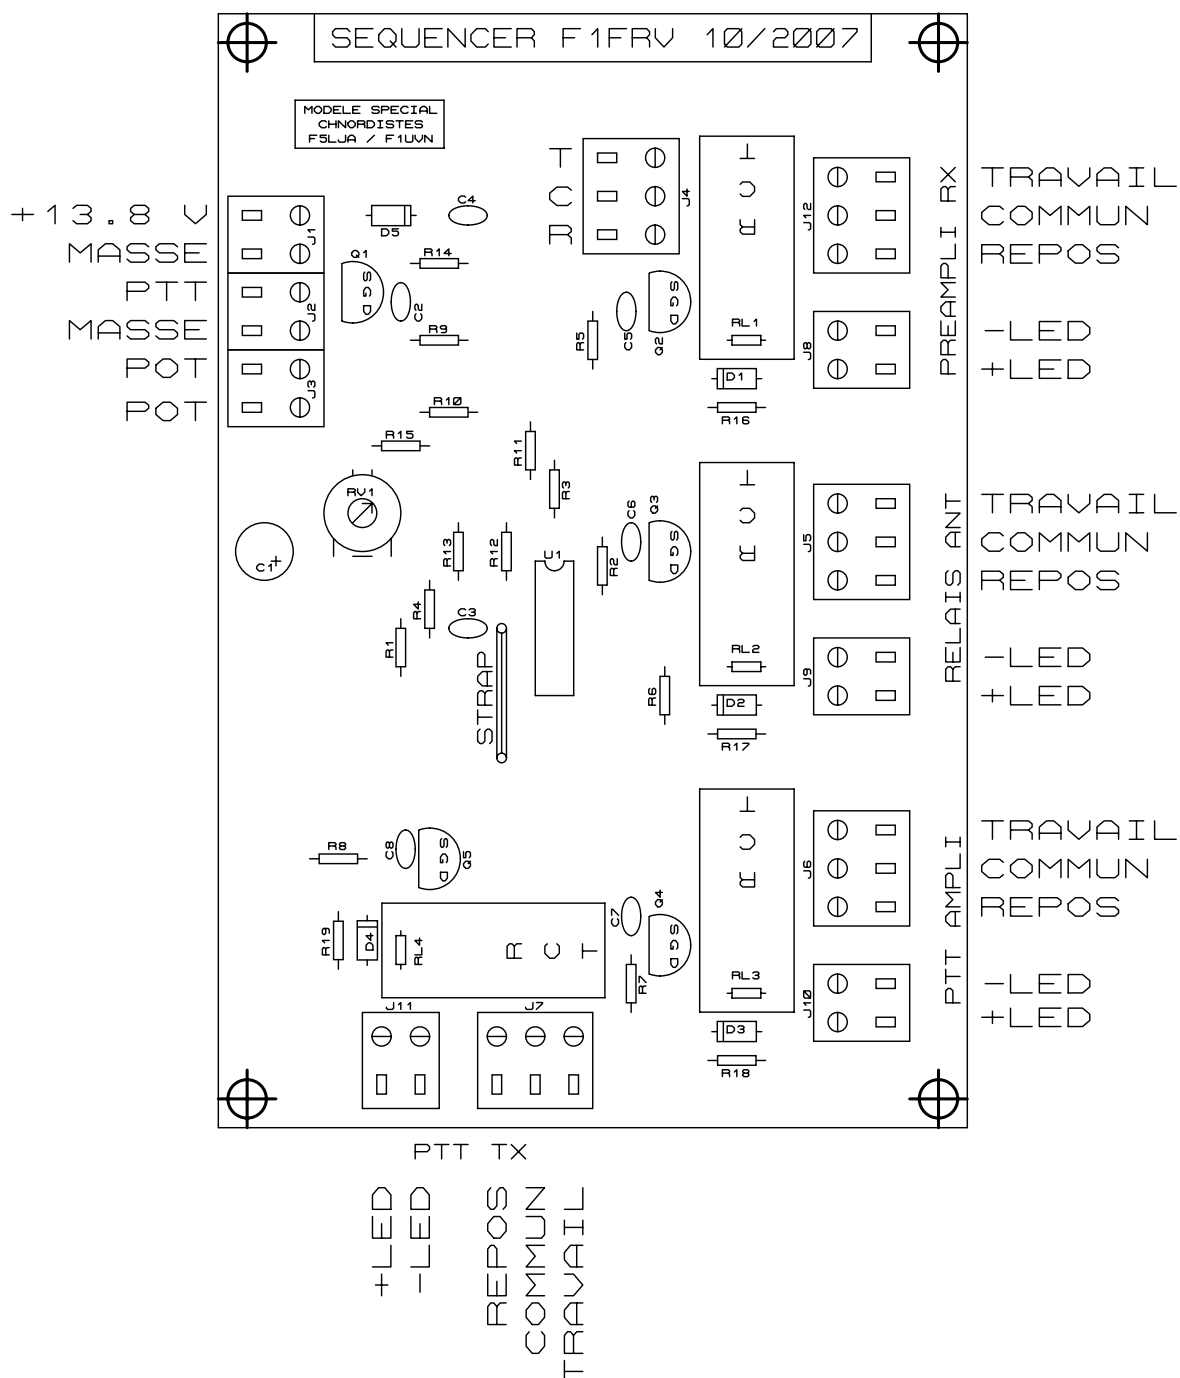 SEQUENCER F1FRV 10/2007
MODELE SPECIAL
CHNORDISTES
F5LJA / F1UVN
+13.8 V
MASSE
PTT
MASSE
POT
POT
J1
J2
J3
D5
C4
Q1
S G D
C2
R14
R9
R10
R15
R11
R3
RV1
C1+
R13
R12
U1
R4
C3
R1
STRAP
T
C
R
J4
R5
C5
Q2
S G D
T C R
RL1
D1
R16
J12
J8
PREAMPLI RX
TRAVAIL
COMMUN
REPOS
-LED
+LED
C6
Q3
S G D
R2
R6
T C R
RL2
D2
R17
J5
J9
RELAIS ANT
TRAVAIL
COMMUN
REPOS
-LED
+LED
R8
C8
S G D
Q5
R19
D4
RL4
R C T
C7
Q4
S G D
R7
T C R
RL3
D3
R18
J6
J10
PTT AMPLI
TRAVAIL
COMMUN
REPOS
-LED
+LED
J11
J7
PTT TX
+LED
-LED
REPOS
COMMUN
TRAVAIL